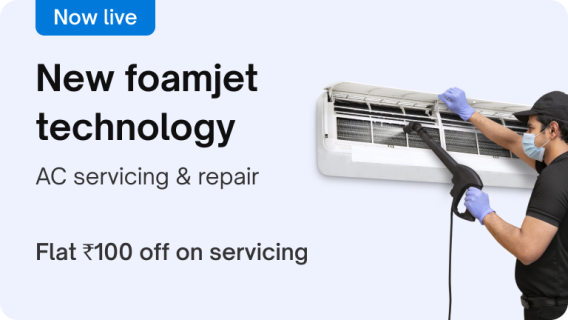 Now live
New foamjet
technology
AC servicing & repair
Flat ₹100 off on servicing